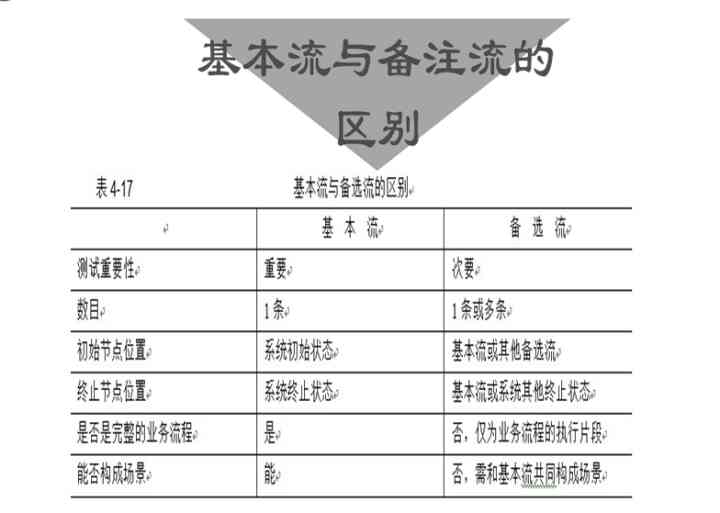 基本流与备注流的
区别
表4-17 基本流与备选流的区别
基 本 流 备 选 流
测试重要性 重要 次要
数目 1条 1条或多条
初始节点位置 系统初始状态 基本流或其他备选流
终止节点位置 系统终止状态 基本流或系统其他终止状态
是否是完整的业务流程 是 否，仅为业务流程的执行片段
能否构成场景 能 否，需和基本流共同构成场景